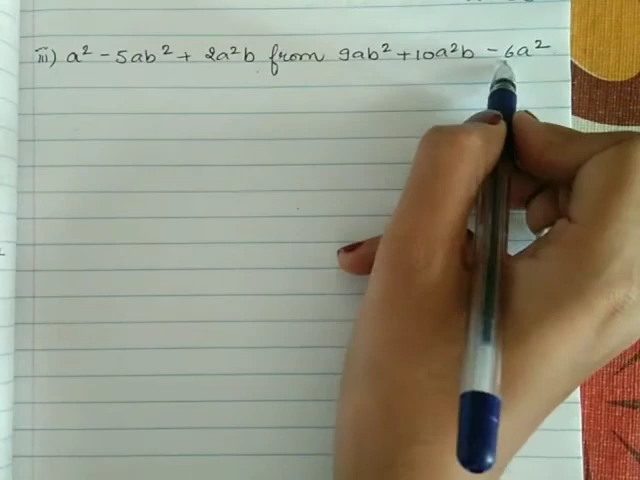 iii) a² - 5ab² + 2a²b from 9ab² + 10a²b - 6a²